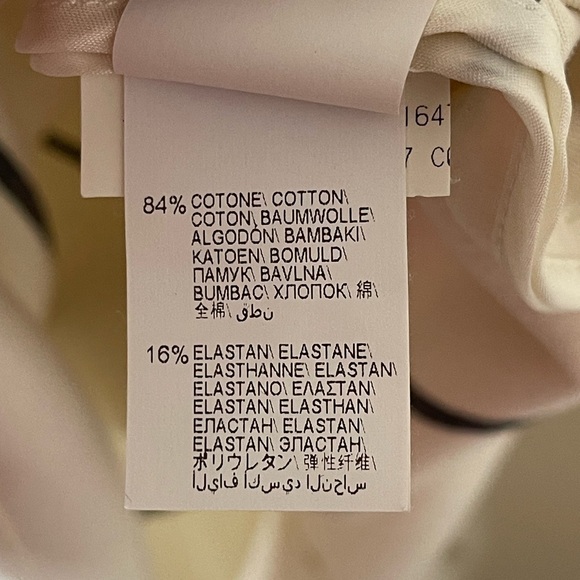 1647
7 C
84% COTONE\ COTTON\
COTON\ BAUMWOLLE\
ALGODÓN\ BAMBAKI\
KATOEN\ BOMULD\
ПАМУК\ BAVLNA\
BUMBAC\ ХЛОПОК\ 綿\
全棉\ قطن
16% ELASTAN\ ELASTANE\
ELASTHANNE\ ELASTAN\
ELASTANO\ ΕΛΑΣΤΑΝ\
ELASTAN\ ELASTHAN\
ЕЛАСТАН\ ELASTAN\
ELASTAN\ ЭЛАСТАН\
ポリウレタン\ 弹性纤维\
الياف اكسيد النحاس